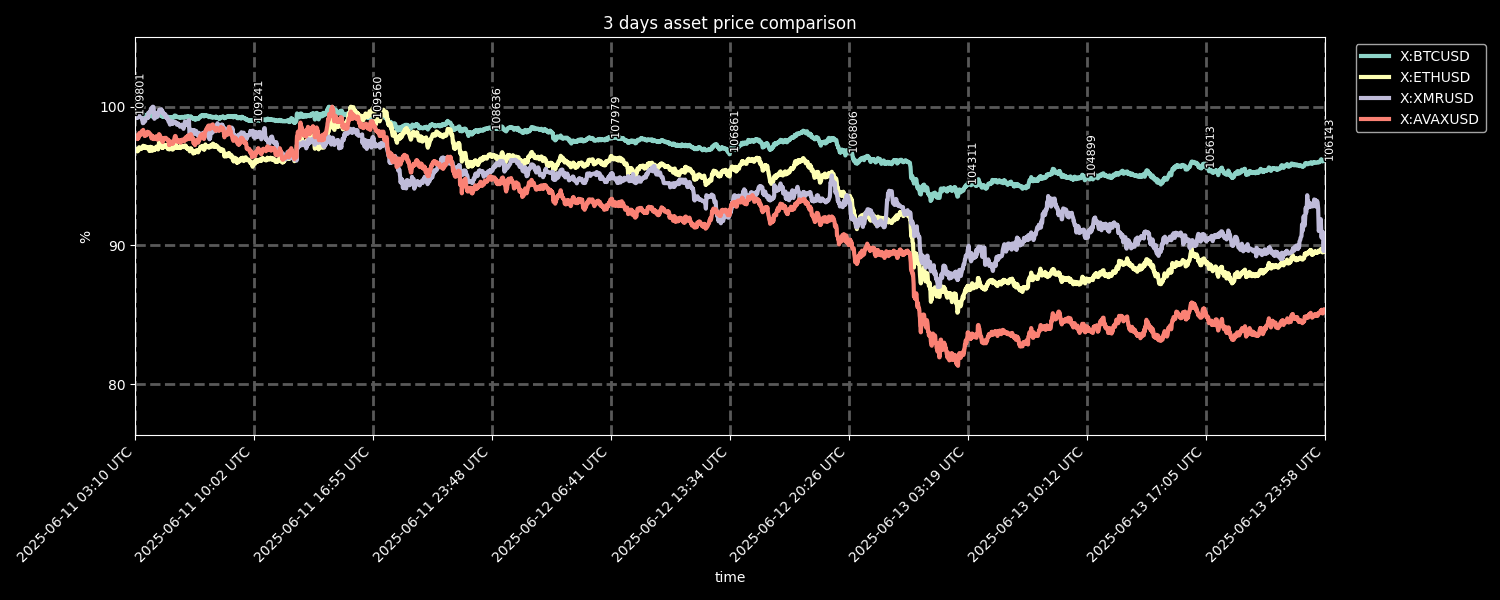 3 days asset price comparison
X:BTCUSD
X:ETHUSD
X:XMRUSD
X:AVAXUSD
100
90
80
%
109801
109241
109560
108636
107979
106861
106806
104311
104899
105613
106143
2025-06-11 03:10 UTC
2025-06-11 10:02 UTC
2025-06-11 16:55 UTC
2025-06-11 23:48 UTC
2025-06-12 06:41 UTC
2025-06-12 13:34 UTC
2025-06-12 20:26 UTC
2025-06-13 03:19 UTC
2025-06-13 10:12 UTC
2025-06-13 17:05 UTC
2025-06-13 23:58 UTC
time